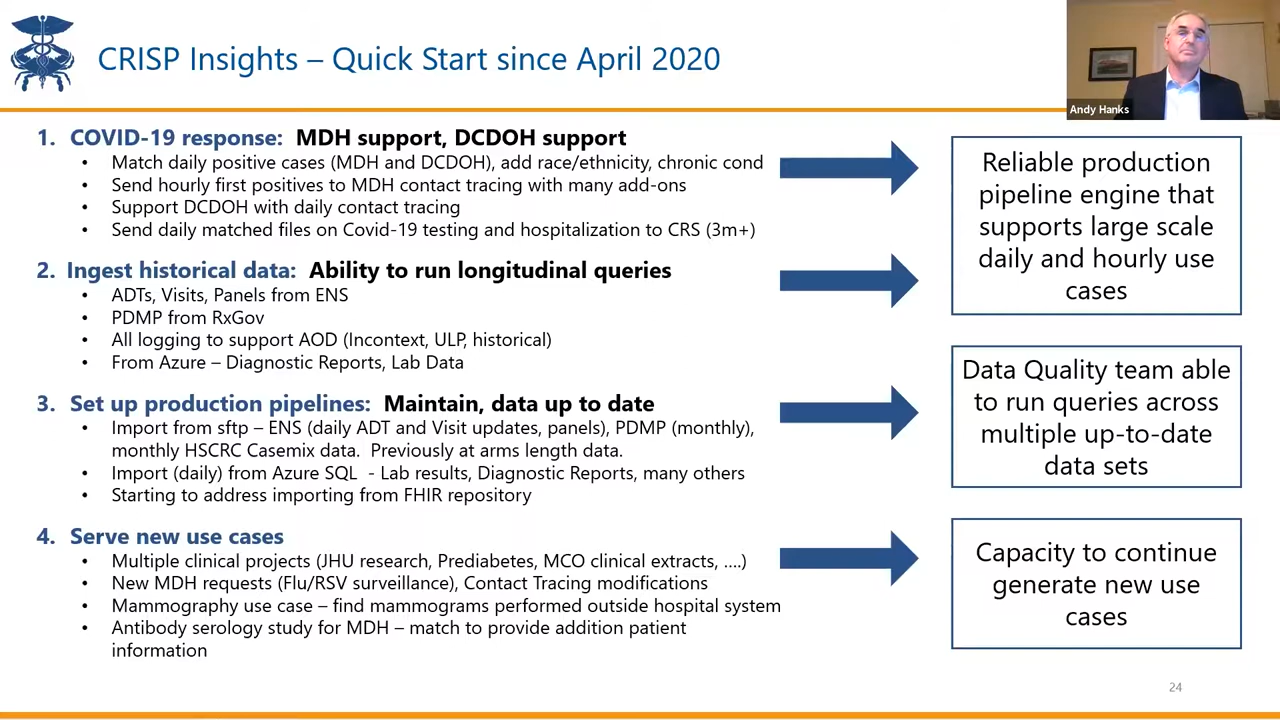 CRISP Insights – Quick Start since April 2020
Andy Hanks
1. COVID-19 response: MDH support, DCDOH support
• Match daily positive cases (MDH and DCDOH), add race/ethnicity, chronic cond
• Send hourly first positives to MDH contact tracing with many add-ons
• Support DCDOH with daily contact tracing
• Send daily matched files on Covid-19 testing and hospitalization to CRS (3m+)
2. Ingest historical data: Ability to run longitudinal queries
• ADTs, Visits, Panels from ENS
• PDMP from RxGov
• All logging to support AOD (Incontext, ULP, historical)
• From Azure – Diagnostic Reports, Lab Data
3. Set up production pipelines: Maintain, data up to date
• Import from sftp – ENS (daily ADT and Visit updates, panels), PDMP (monthly),
monthly HSCRC Casemix data. Previously at arms length data.
• Import (daily) from Azure SQL - Lab results, Diagnostic Reports, many others
• Starting to address importing from FHIR repository
4. Serve new use cases
• Multiple clinical projects (JHU research, Prediabetes, MCO clinical extracts, ….)
• New MDH requests (Flu/RSV surveillance), Contact Tracing modifications
• Mammography use case – find mammograms performed outside hospital system
• Antibody serology study for MDH – match to provide addition patient
information
Reliable production
pipeline engine that
supports large scale
daily and hourly use
cases
Data Quality team able
to run queries across
multiple up-to-date
data sets
Capacity to continue
generate new use
cases
24